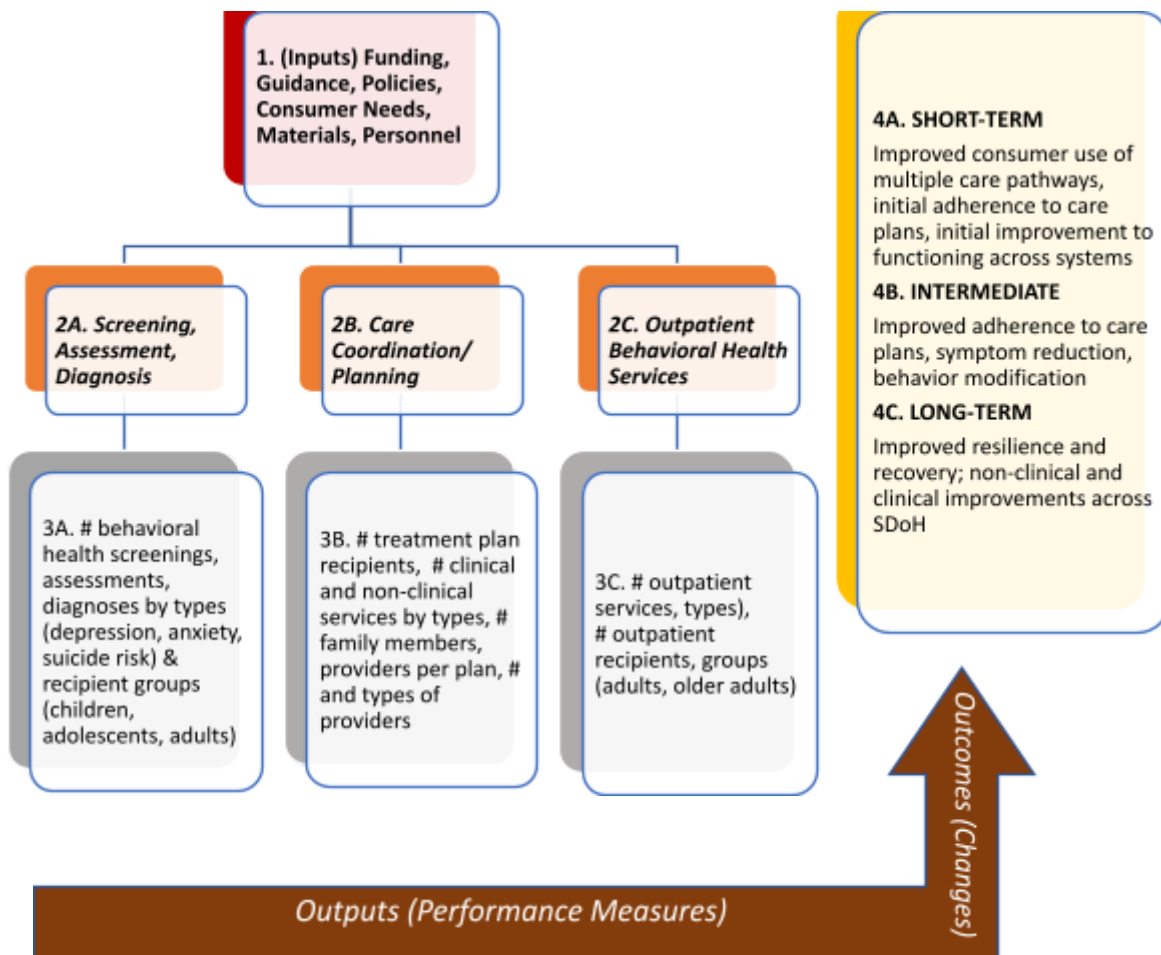 1. (Inputs) Funding,
Guidance, Policies,
Consumer Needs,
Materials, Personnel
2A. Screening,
Assessment,
Diagnosis
2B. Care
Coordination/
Planning
2C. Outpatient
Behavioral Health
Services
3A. # behavioral
health screenings,
assessments,
diagnoses by types
(depression, anxiety,
suicide risk) &
recipient groups
(children,
adolescents, adults)
3B. # treatment plan
recipients, # clinical
and non-clinical
services by types, #
family members,
providers per plan, #
and types of
providers
3C. # outpatient
services, types),
# outpatient
recipients, groups
(adults, older adults)
4A. SHORT-TERM
Improved consumer use of
multiple care pathways,
initial adherence to care
plans, initial improvement to
functioning across systems
4B. INTERMEDIATE
Improved adherence to care
plans, symptom reduction,
behavior modification
4C. LONG-TERM
Improved resilience and
recovery; non-clinical and
clinical improvements across
SDoH
Outputs (Performance Measures)
Outcomes (Changes)